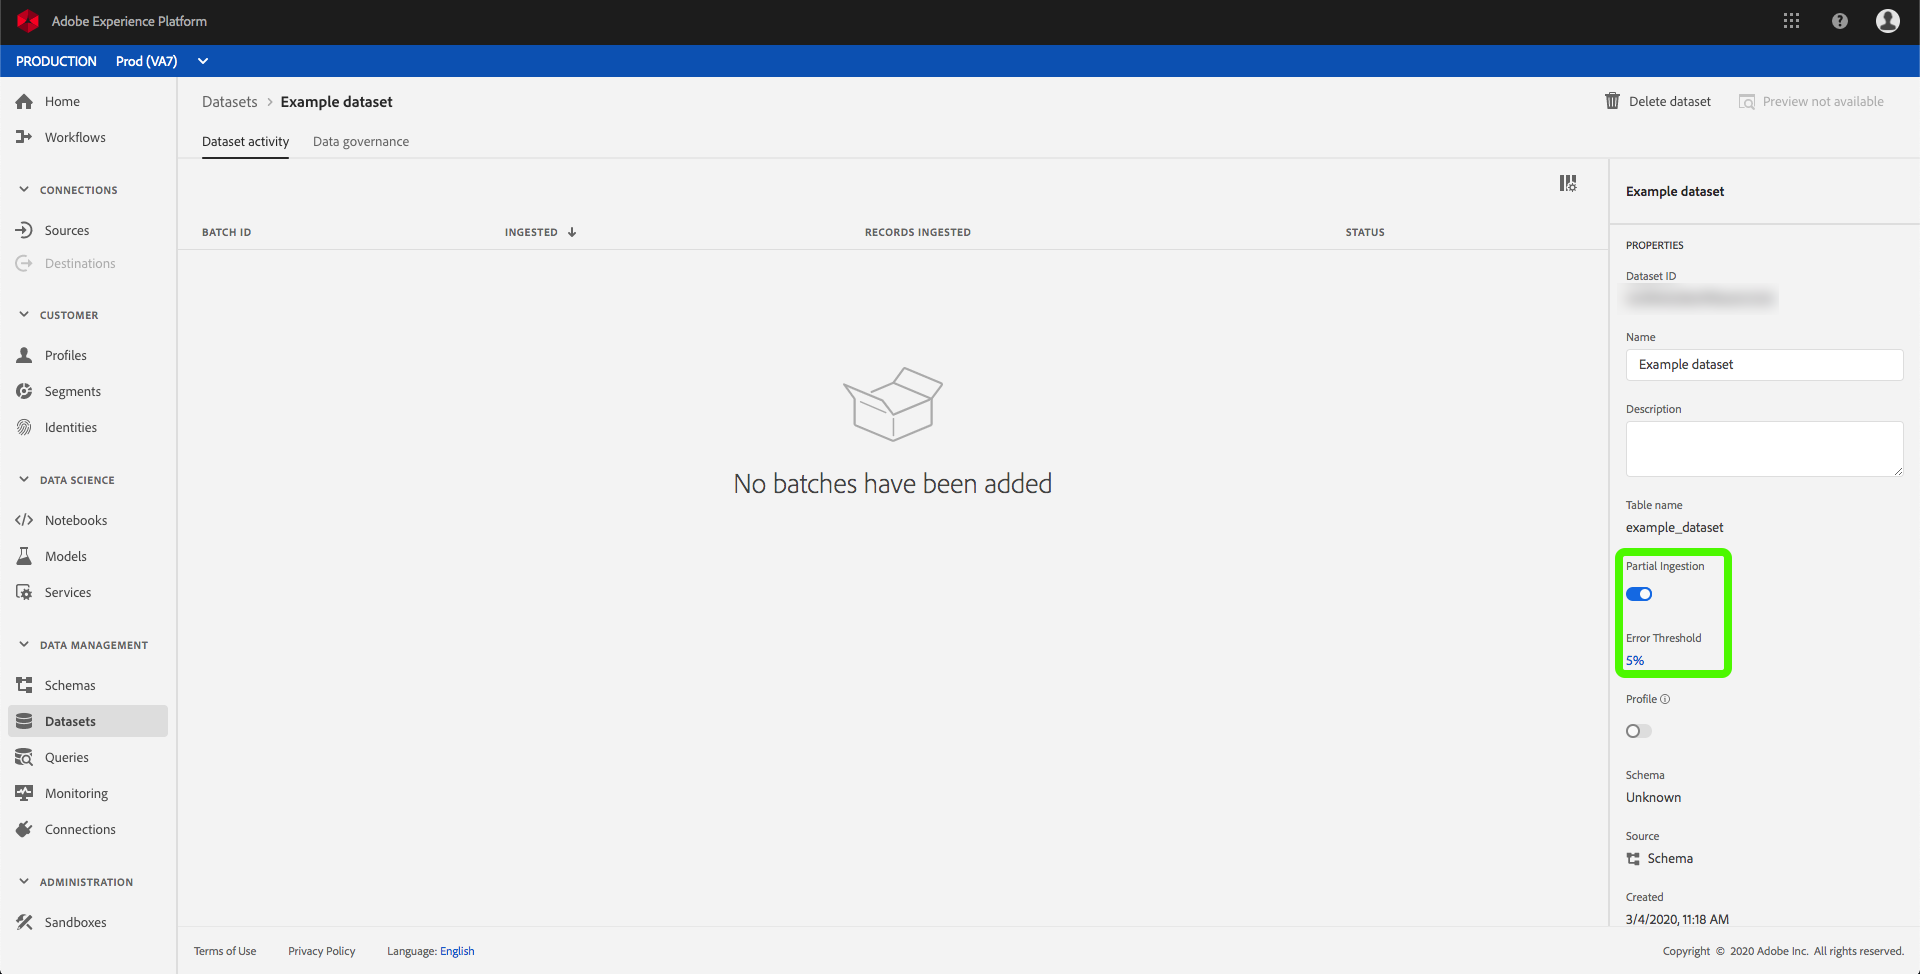 Adobe Experience Platform
PRODUCTION Prod (VA7)
Home
Workflows
CONNECTIONS
Sources
Destinations
CUSTOMER
Profiles
Segments
Identities
DATA SCIENCE
Notebooks
Models
Services
DATA MANAGEMENT
Schemas
Datasets
Queries
Monitoring
Connections
ADMINISTRATION
Sandboxes
Datasets > Example dataset
Delete dataset Preview not available
Dataset activity Data governance
BATCH ID INGESTED RECORDS INGESTED STATUS
No batches have been added
Example dataset
PROPERTIES
Dataset ID
Name
Example dataset
Description
Table name
example_dataset
Partial Ingestion
Error Threshold
5%
Profile
Schema
Unknown
Source
Schema
Created
3/4/2020, 11:18 AM
Terms of Use Privacy Policy Language: English
Copyright © 2020 Adobe Inc. All rights reserved.